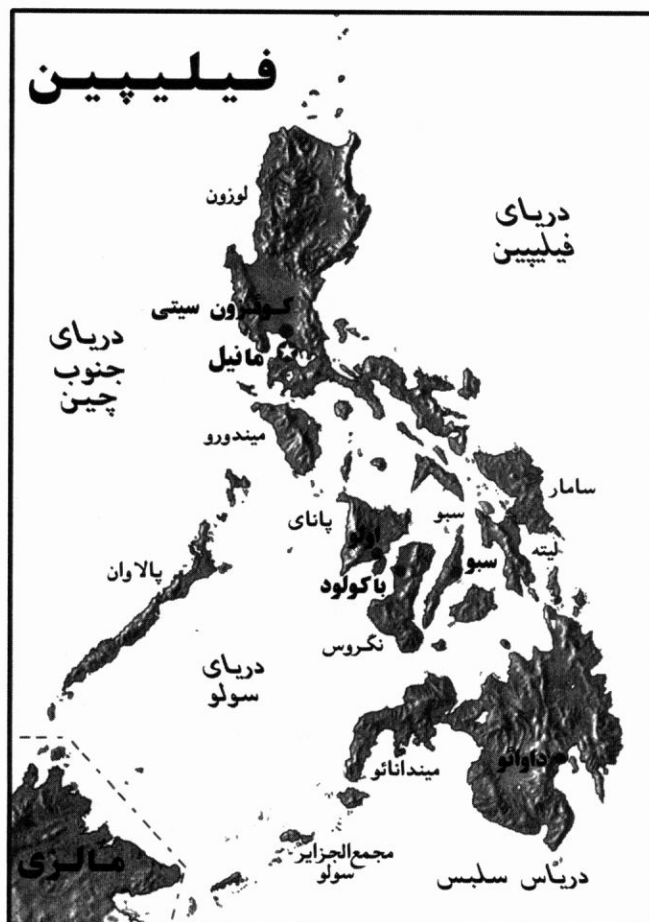 فیلیپین
لوزون
دریای
فیلیپین
کوئزون سیتی
مانیل
دریای
جنوب
چین
میندورو
سامار
سبو
پانای
لیته
سبو
پالاوان
باکولود
نگروس
دریای
سولو
داوائو
میندانائو
مالزی
مجمع‌الجزایر
سولو
دریاس سلبس